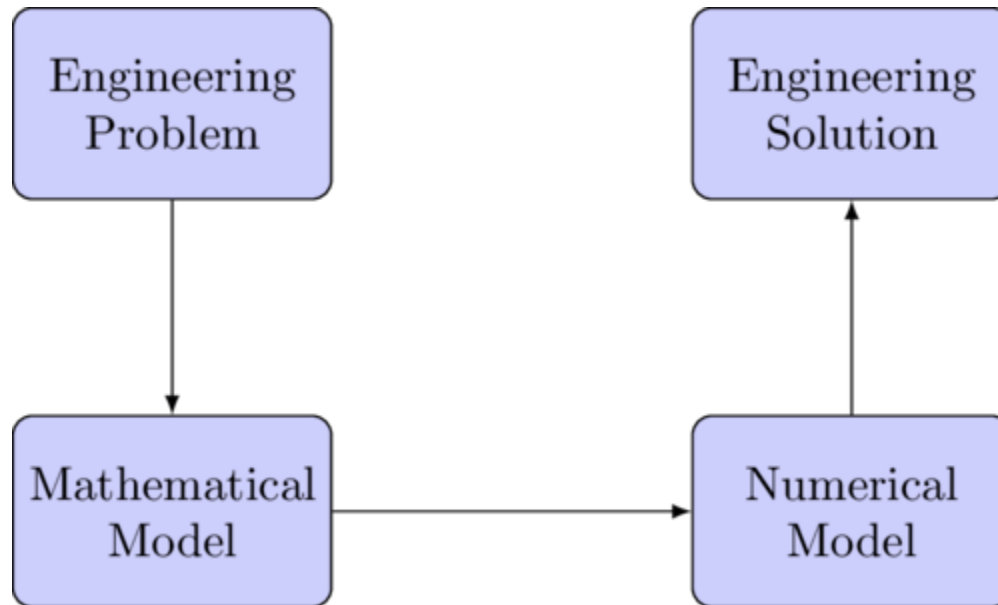 Engineering
Problem
Engineering
Solution
Mathematical
Model
Numerical
Model